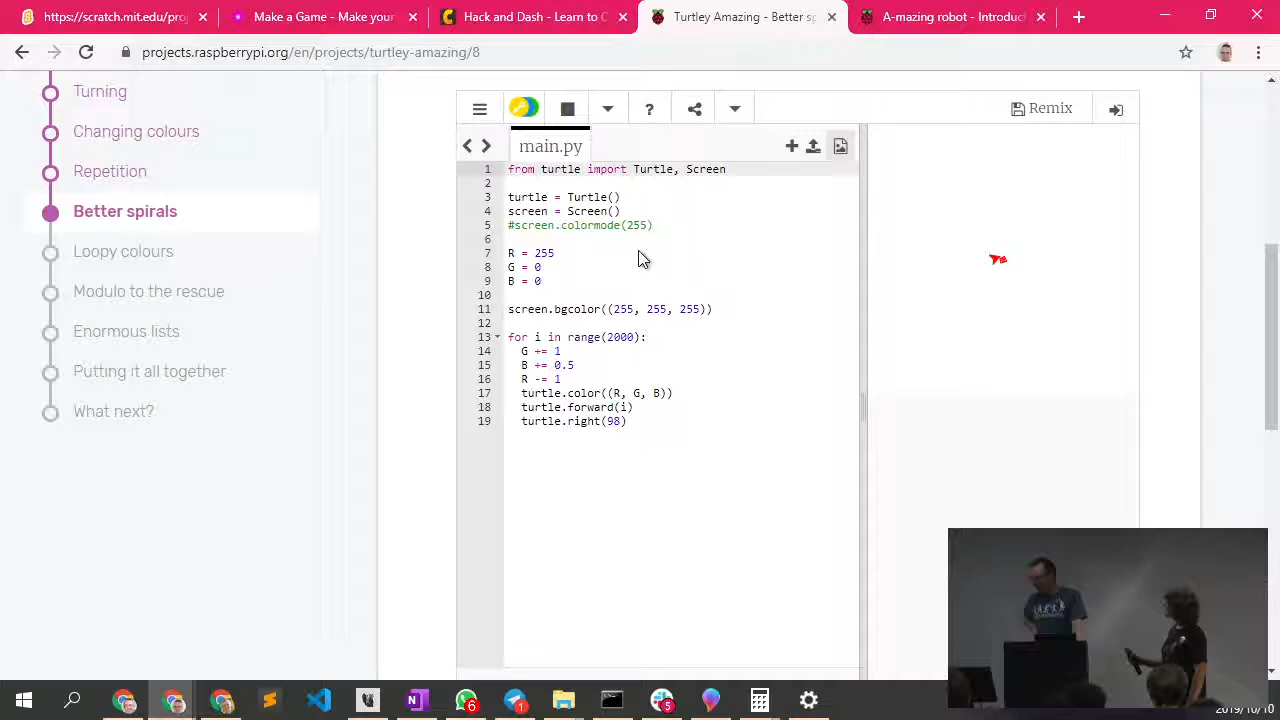 https://scratch.mit.edu/pro
Make a Game - Make your
Hack and Dash - Learn to C
Turtley Amazing - Better sp
A-mazing robot - Introduct
projects.raspberrypi.org/en/projects/turtley-amazing/8
Turning
Changing colours
Repetition
Better spirals
Loopy colours
Modulo to the rescue
Enormous lists
Putting it all together
What next?
?
Remix
main.py
1 from turtle import Turtle, Screen
2
3 turtle = Turtle()
4 screen = Screen()
5 #screen.colormode(255)
6
7 R = 255
8 G = 0
9 B = 0
10
11 screen.bgcolor((255, 255, 255))
12
13 for i in range(2000):
14 G += 1
15 B += 0.5
16 R -= 1
17 turtle.color((R, G, B))
18 turtle.forward(i)
19 turtle.right(98)
6
1
5
2019/10/10